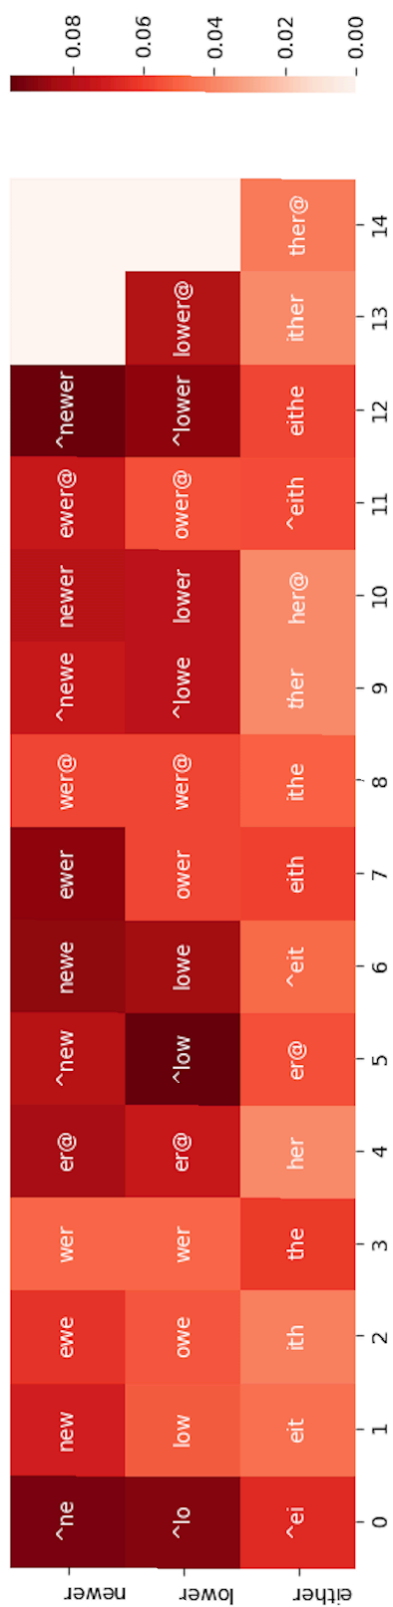 newer ^ne new ewe wer er@ ^new newe ewer wer@ ^newe newer ewer@ ^newer
lower ^lo low owe wer er@ ^low lowe ower wer@ ^lowe lower ower@ ^lower lower@
either ^ei eit ith the her er@ ^eit eith ithe ther her@ ^eith eithe ither ther@
0 1 2 3 4 5 6 7 8 9 10 11 12 13 14
0.08
0.06
0.04
0.02
0.00